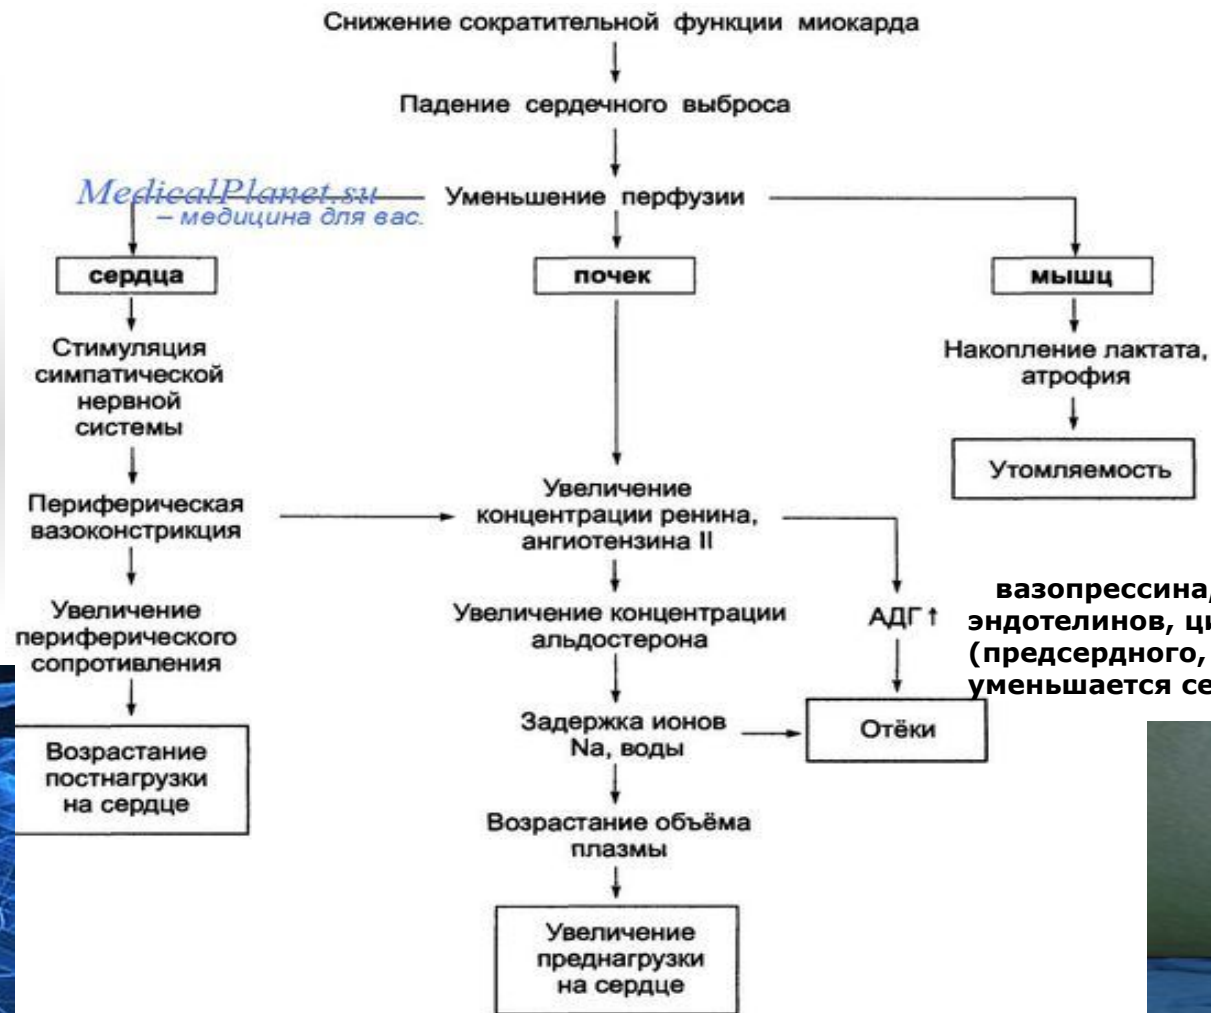 Снижение сократительной функции миокарда
Падение сердечного выброса
MedicalPlanet.su
– медицина для вас.
Уменьшение перфузии
сердца
почек
мышц
Стимуляция
симпатической
нервной
системы
Накопление лактата,
атрофия
Утомляемость
Периферическая
вазоконстрикция
Увеличение
концентрации ренина,
ангиотензина II
Увеличение
периферического
сопротивления
Увеличение концентрации
альдостерона
АДГ↑
вазопрессина,
эндотелинов,
(предсердного,
уменьшается
Возрастание
постнагрузки
на сердце
Задержка ионов
Na, воды
Отёки
Возрастание объёма
плазмы
Увеличение
преднагрузки
на сердце